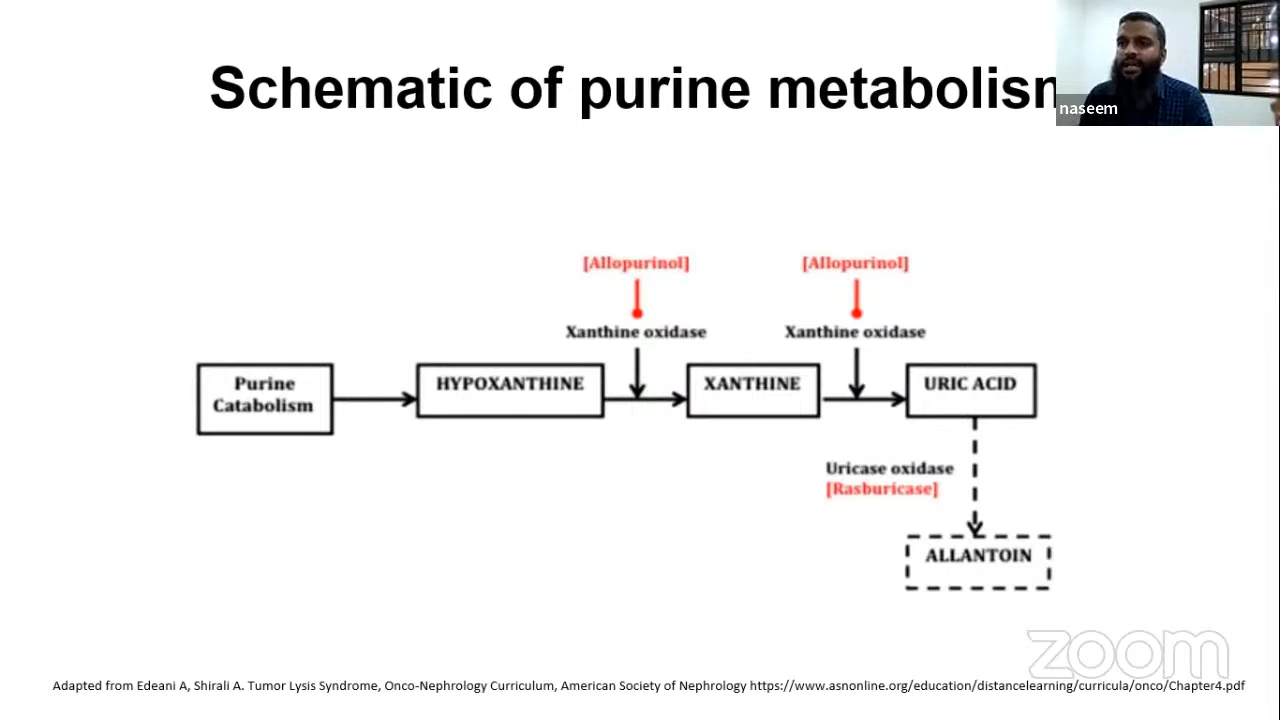 Schematic of purine metabolism
naseem
[Allopurinol] [Allopurinol]
Xanthine oxidase Xanthine oxidase
Purine
Catabolism
HYPOXANTHINE
XANTHINE
URIC ACID
Uricase oxidase
[Rasburicase]
ALLANTOIN
zoom
Adapted from Edeani A, Shirali A. Tumor Lysis Syndrome, Onco-Nephrology Curriculum, American Society of Nephrology https://www.asnonline.org/education/distancelearning/curricula/onco/Chapter4.pdf